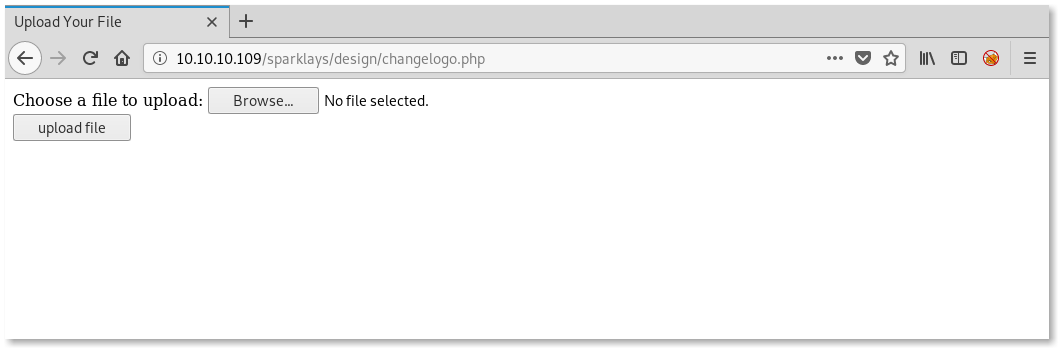 Upload Your File
10.10.10.109/sparklays/design/changelogo.php
Choose a file to upload: Browse... No file selected.
upload file